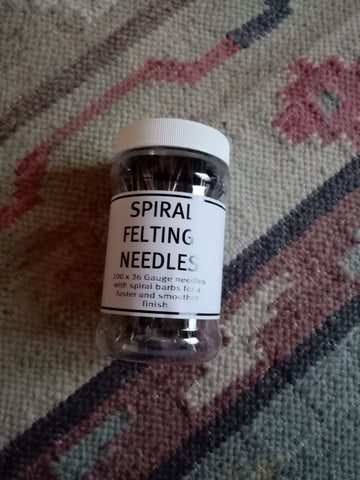 SPIRAL
FELTING
NEEDLES
100 x 36 Gauge needles
with spiral barbs for a
faster and smoother
finish